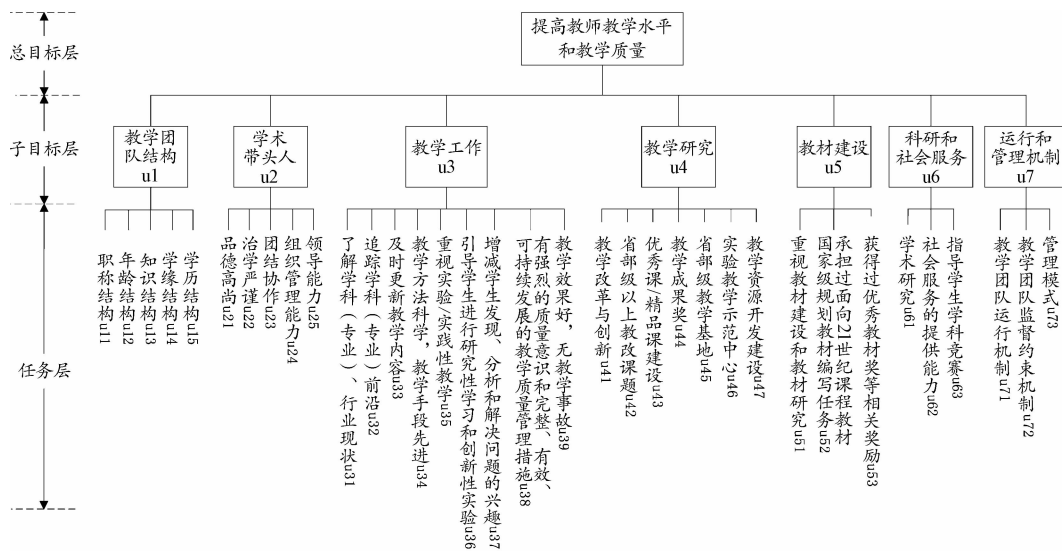 提高教师教学水平
和教学质量
总目标层
子目标层
任务层
教学团
队结构
u1
学术
带头人
u2
教学工作
u3
教学研究
u4
教材建设
u5
科研和
社会服务
u6
运行和
管理机制
u7
职称结构u11
年龄结构u12
知识结构u13
学缘结构u14
学历结构u15
品德高尚u21
治学严谨u22
团结协作u23
组织管理能力u24
领导能力u25
了解学科（专业）、行业现状u31
追踪学科（专业）前沿u32
及时更新教学内容u33
教学方法科学，教学手段先进u34
重视实验/实践性教学u35
引导学生进行研究性学习和创新性实验u36
增减学生发现、分析和解决问题的兴趣u37
有强烈的质量意识和完整、有效、
可持续发展的教学质量管理措施u38
教学效果好，无教学事故u39
教学改革与创新u41
省部级以上教改课题u42
优秀课/精品课建设u43
教学成果奖u44
省部级教学基地u45
实验教学示范中心u46
教学资源开发建设u47
重视教材建设和教材研究u51
承担过面向21世纪课程教材
国家级规划教材编写任务u52
获得过优秀教材奖等相关奖励u53
学术研究u61
社会服务的提供能力u62
指导学生学科竞赛u63
教学团队运行机制u71
教学团队监督约束机制u72
管理模式u73